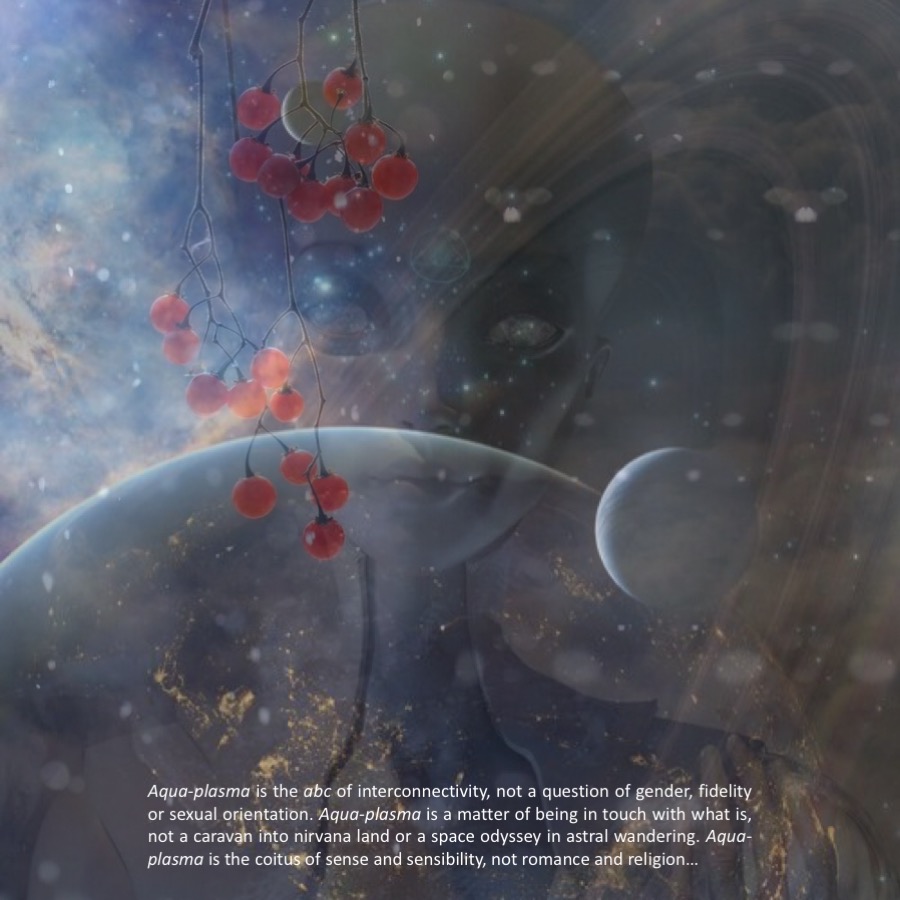 Aqua-plasma is the abc of interconnectivity, not a question of gender, fidelity
or sexual orientation. Aqua-plasma is a matter of being in touch with what is,
not a caravan into nirvana land or a space odyssey in astral wandering. Aqua-
plasma is the coitus of sense and sensibility, not romance and religion…